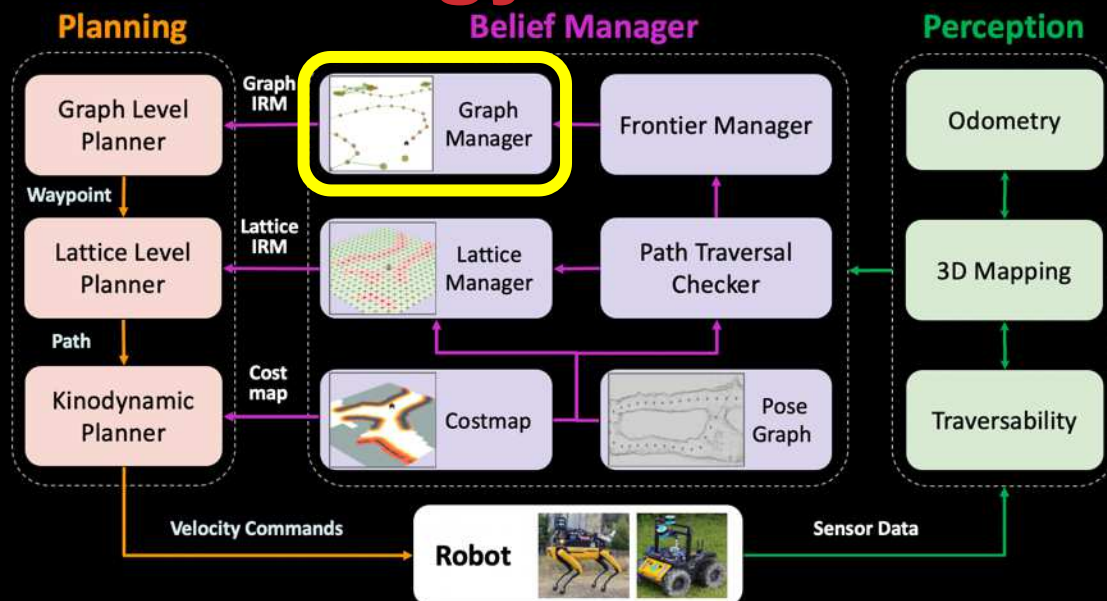 Planning
Belief Manager
Perception
Graph Level
Planner
Graph
IRM
Graph
Manager
Frontier Manager
Odometry
Waypoint
Lattice Level
Planner
Lattice
IRM
Lattice
Manager
Path Traversal
Checker
3D Mapping
Path
Kinodynamic
Planner
Cost
map
Costmap
Pose
Graph
Traversability
Velocity Commands
Robot
Sensor Data